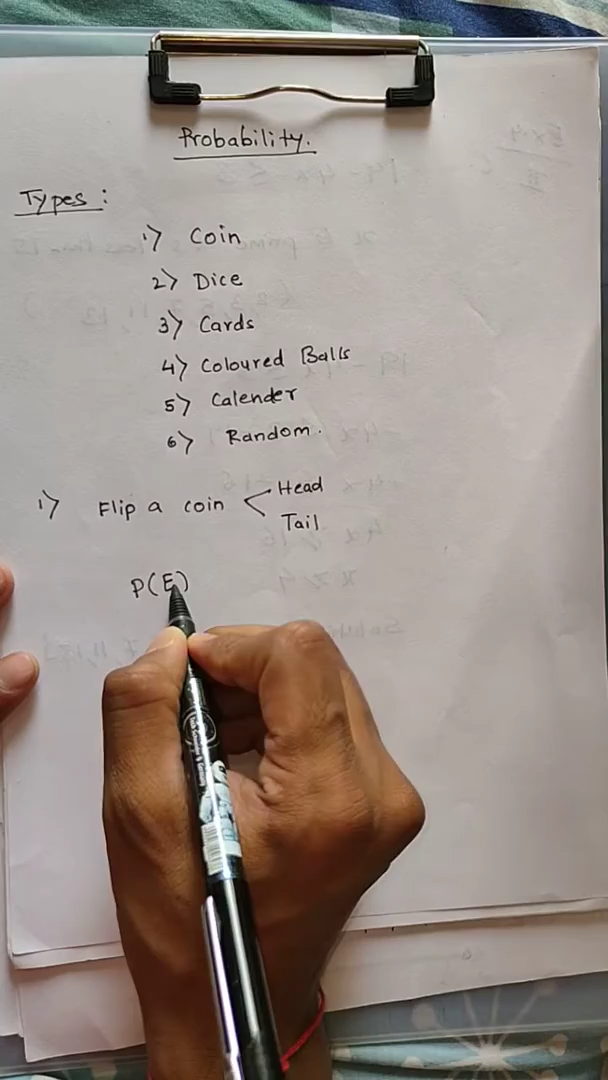 Probability.
Types :
1) Coin
2) Dice
3) Cards
4) Coloured Balls
5) Calender
6) Random.
1) Flip a coin < Head
Tail
P(E)